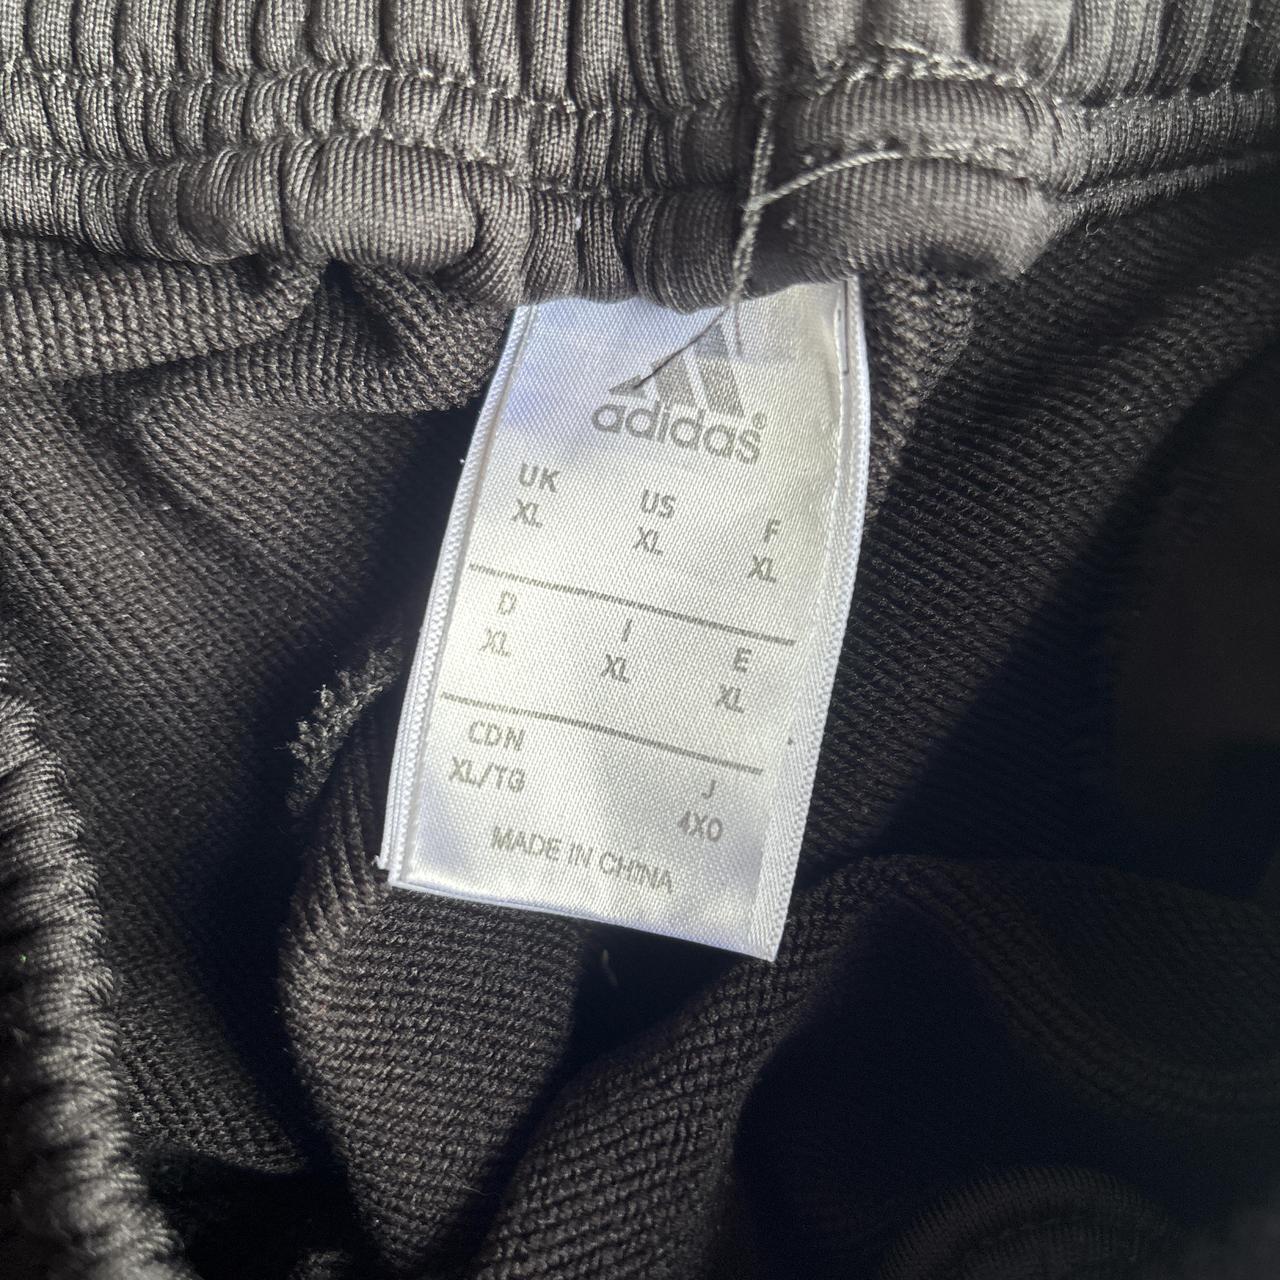 adidas®
UK US F
XL XL XL
D I E
XL XL XL
CDN J
XL/TG 4XO
MADE IN CHINA